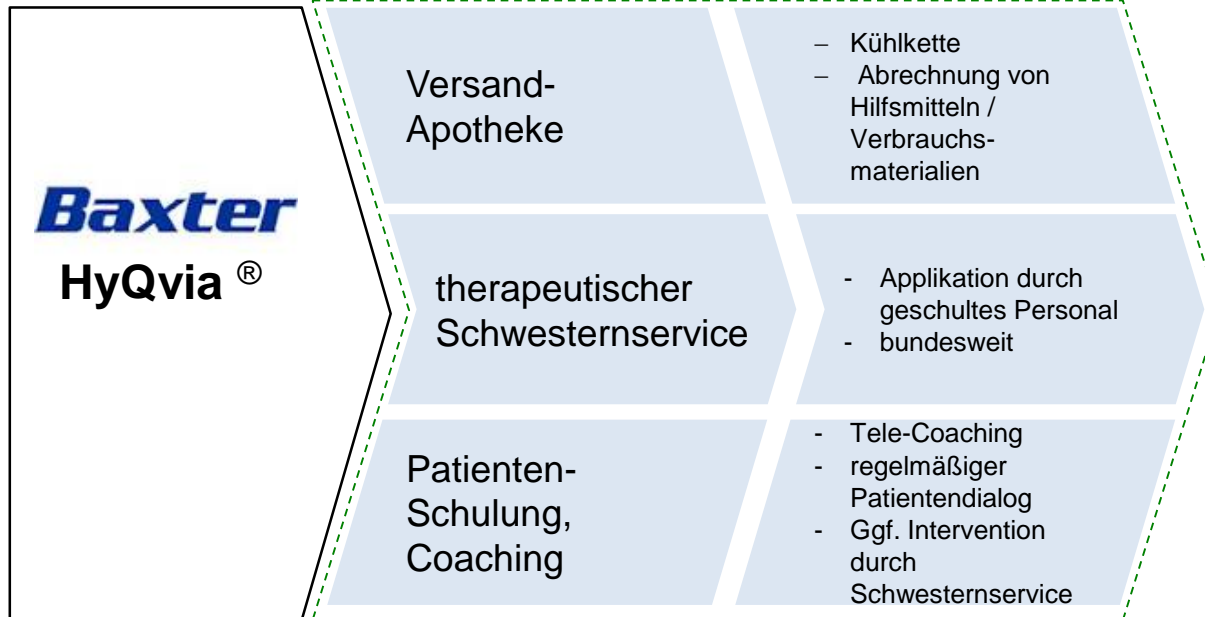 Baxter
HyQvia ®
Versand-
Apotheke
– Kühlkette
– Abrechnung von
Hilfsmitteln /
Verbrauchs-
materialien
therapeutischer
Schwesternservice
- Applikation durch
geschultes Personal
- bundesweit
Patienten-
Schulung,
Coaching
- Tele-Coaching
- regelmäßiger
Patientendialog
- Ggf. Intervention
durch
Schwesternservice